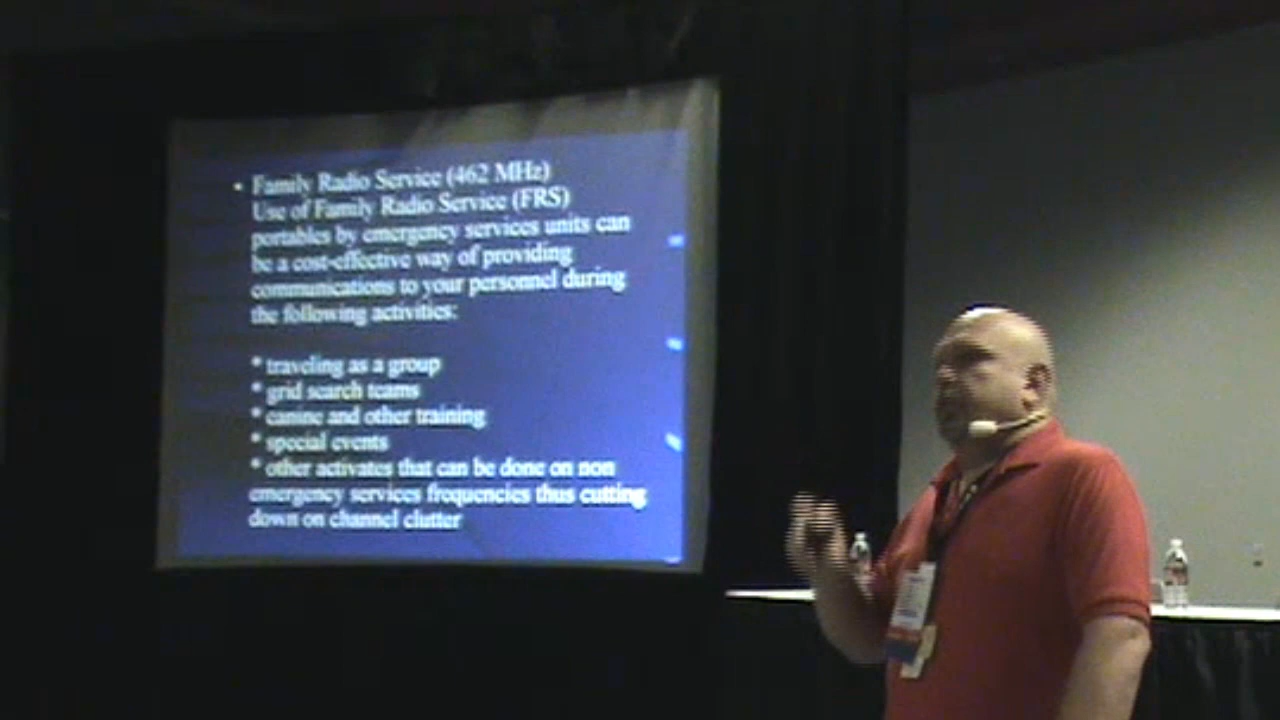 • Family Radio Service (462 MHz)
Use of Family Radio Service (FRS)
portables by emergency services units can
be a cost-effective way of providing
communications to your personnel during
the following activities:
* traveling as a group
* grid search teams
* canine and other training
* special events
* other activates that can be done on non
emergency services frequencies thus cutting
down on channel clutter